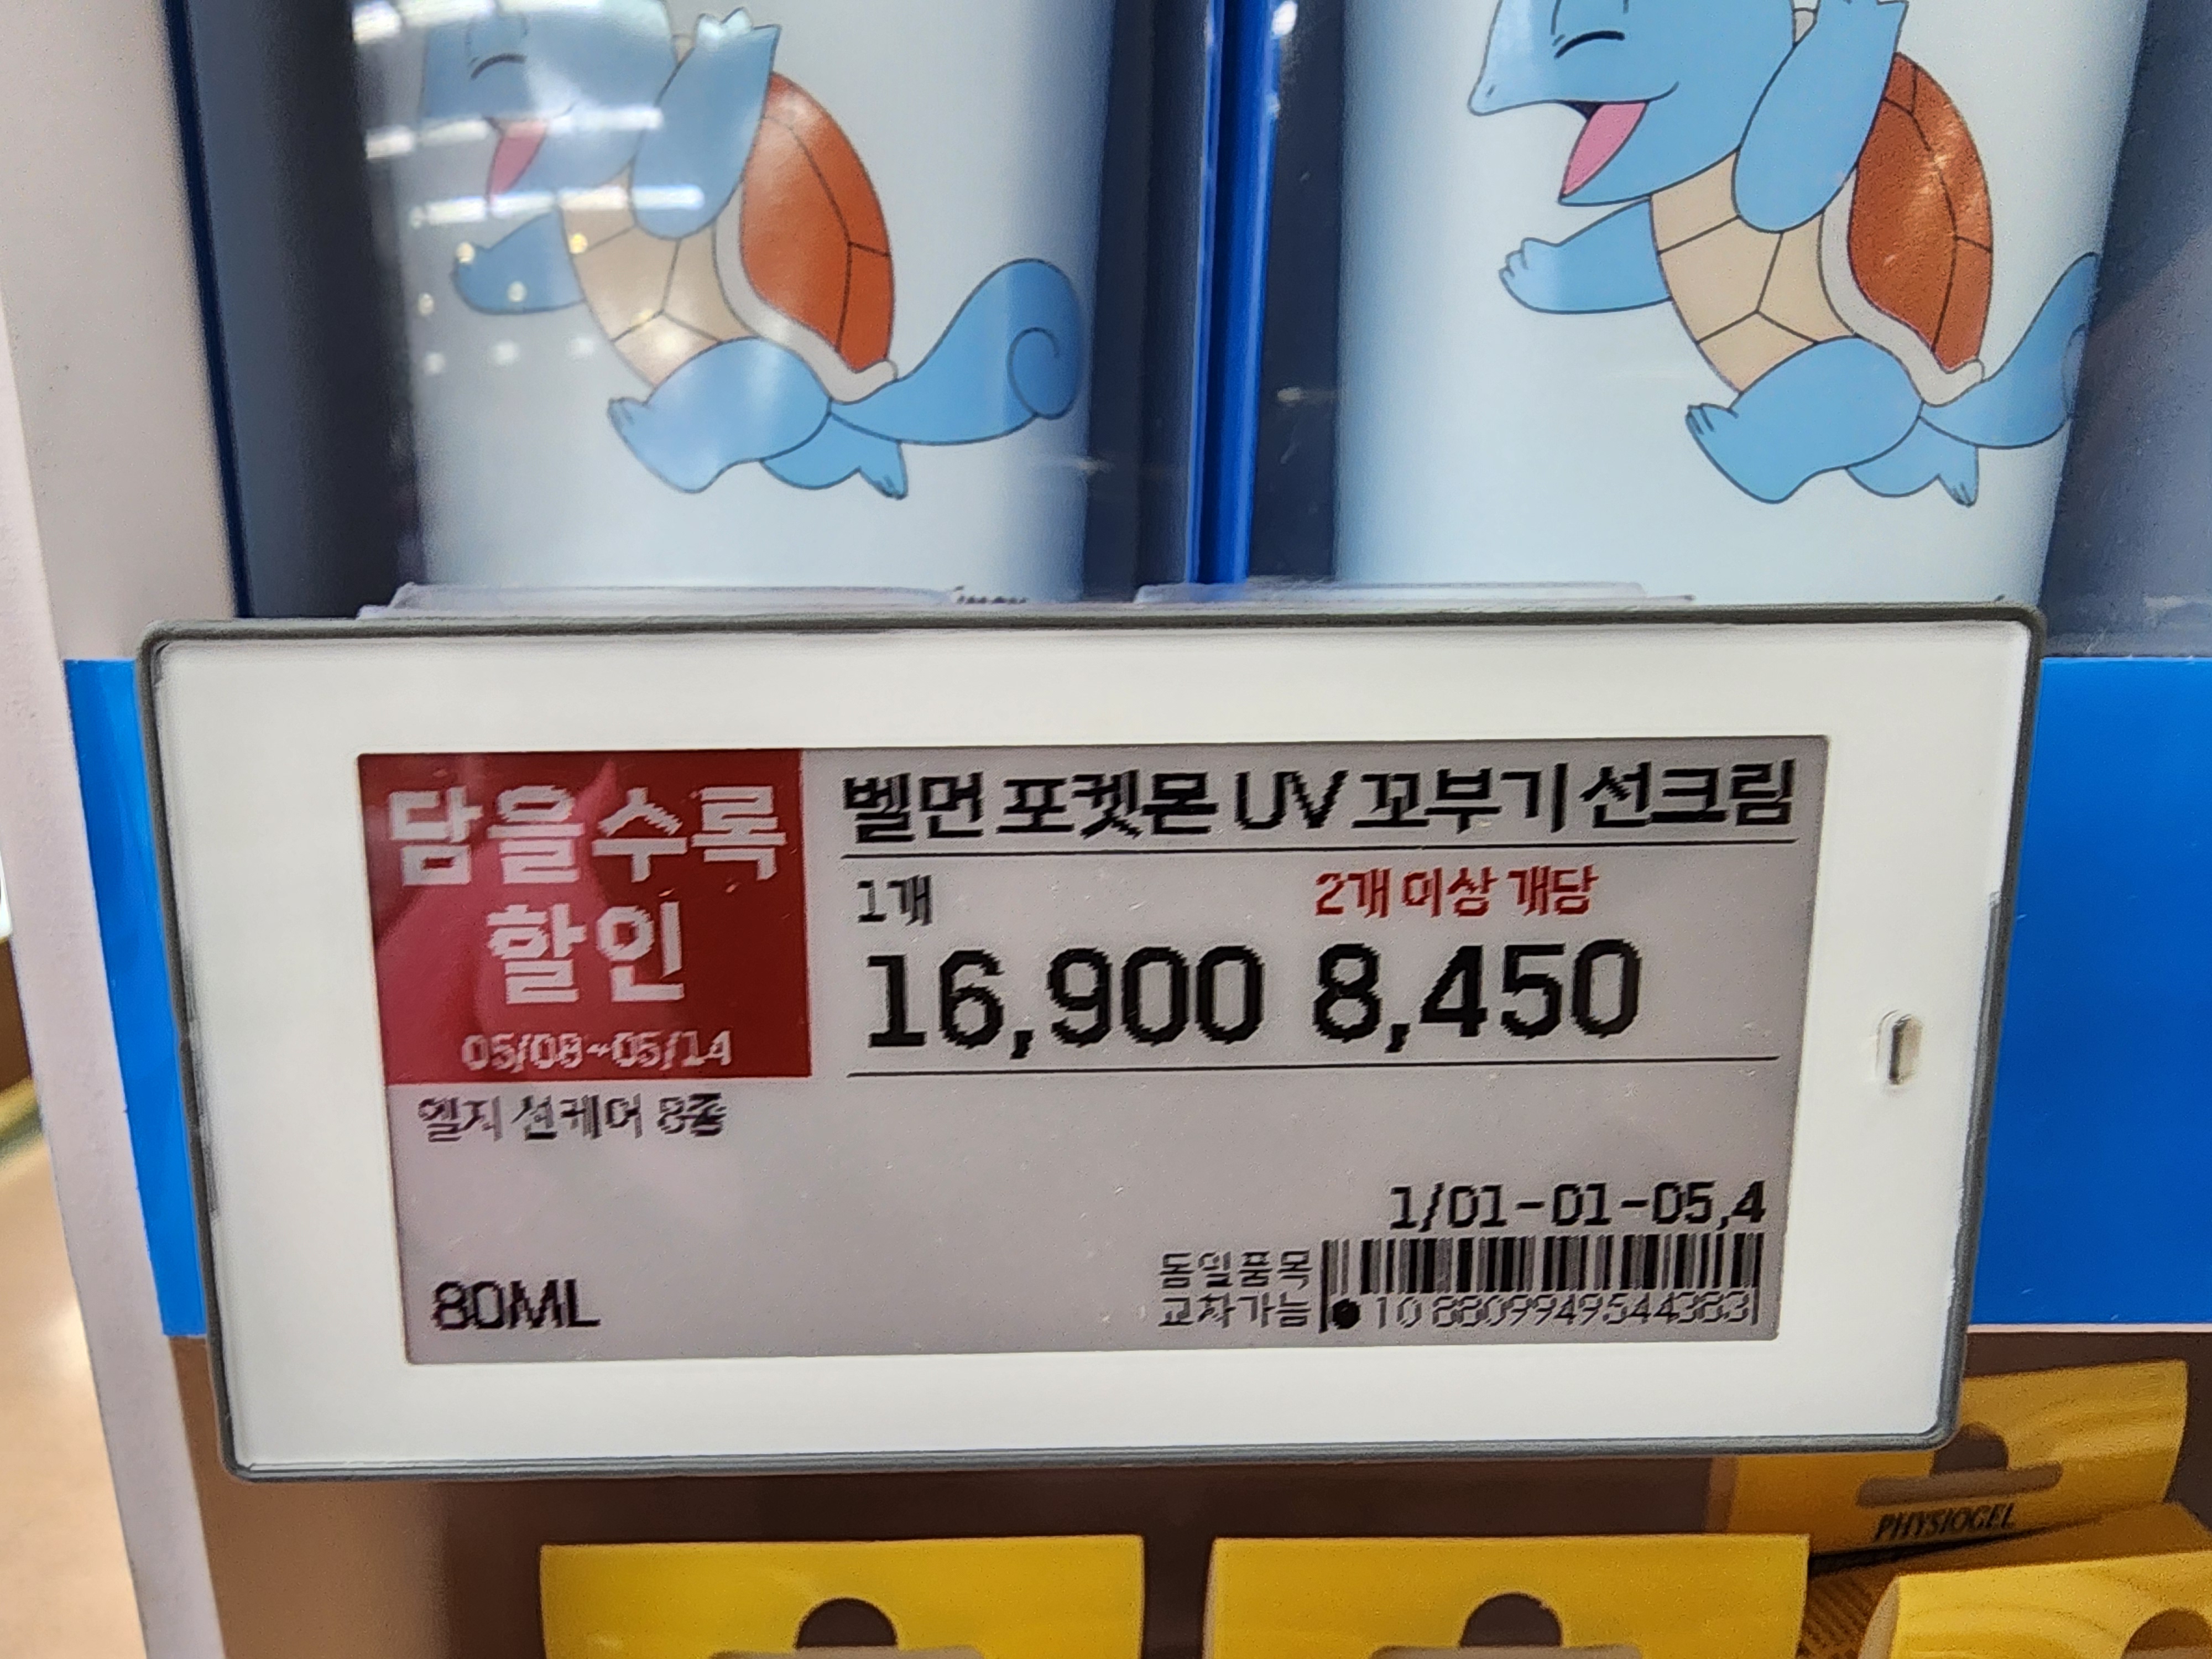 담을수록
할인
05/08~05/14
엘지 선케어 8종
80ML
벨먼 포켓몬 UV 꼬부기 선크림
1개
2개 이상 개당
16,900 8,450
1/01-01-05,4
동일품목
교차가능
10 8809949544383
PHYSIOGEL